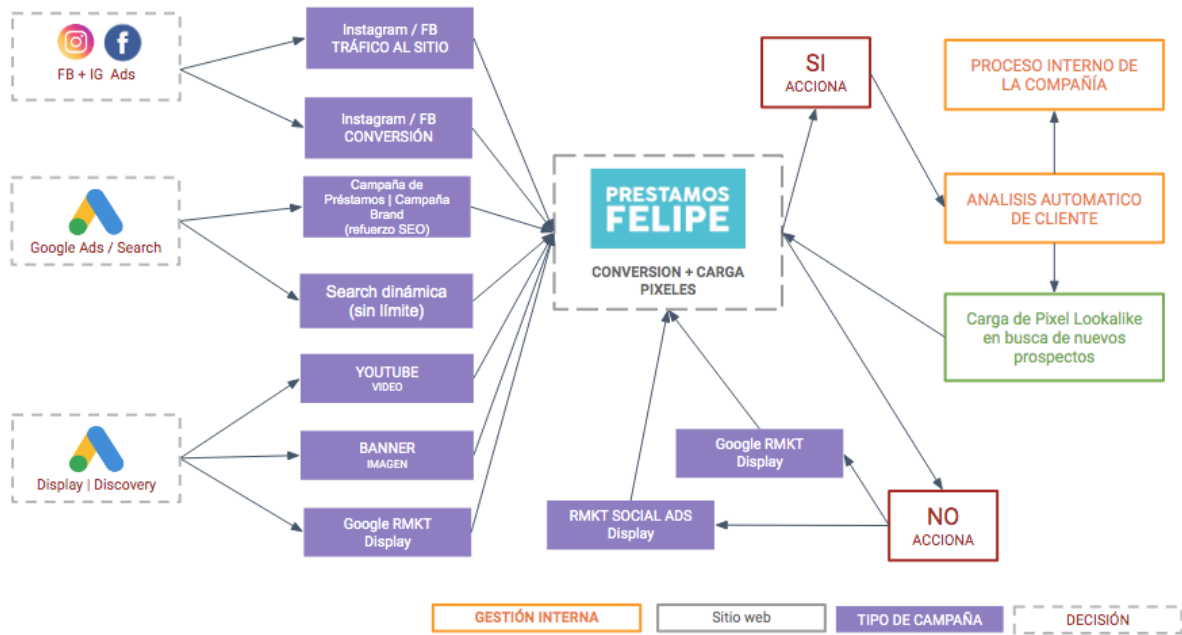 FB + IG Ads
Instagram / FB
TRÁFICO AL SITIO
Instagram / FB
CONVERSIÓN
Google Ads / Search
Campaña de
Préstamos | Campaña
Brand
(refuerzo SEO)
Search dinámica
(sin límite)
Display | Discovery
YOUTUBE
VIDEO
BANNER
IMAGEN
Google RMKT
Display
PRESTAMOS
FELIPE
CONVERSION + CARGA
PIXELES
SI
ACCIONA
PROCESO INTERNO DE
LA COMPAÑÍA
ANALISIS AUTOMATICO
DE CLIENTE
Carga de Pixel Lookalike
en busca de nuevos
prospectos
Google RMKT
Display
RMKT SOCIAL ADS
Display
NO
ACCIONA
GESTIÓN INTERNA
Sitio web
TIPO DE CAMPAÑA
DECISIÓN